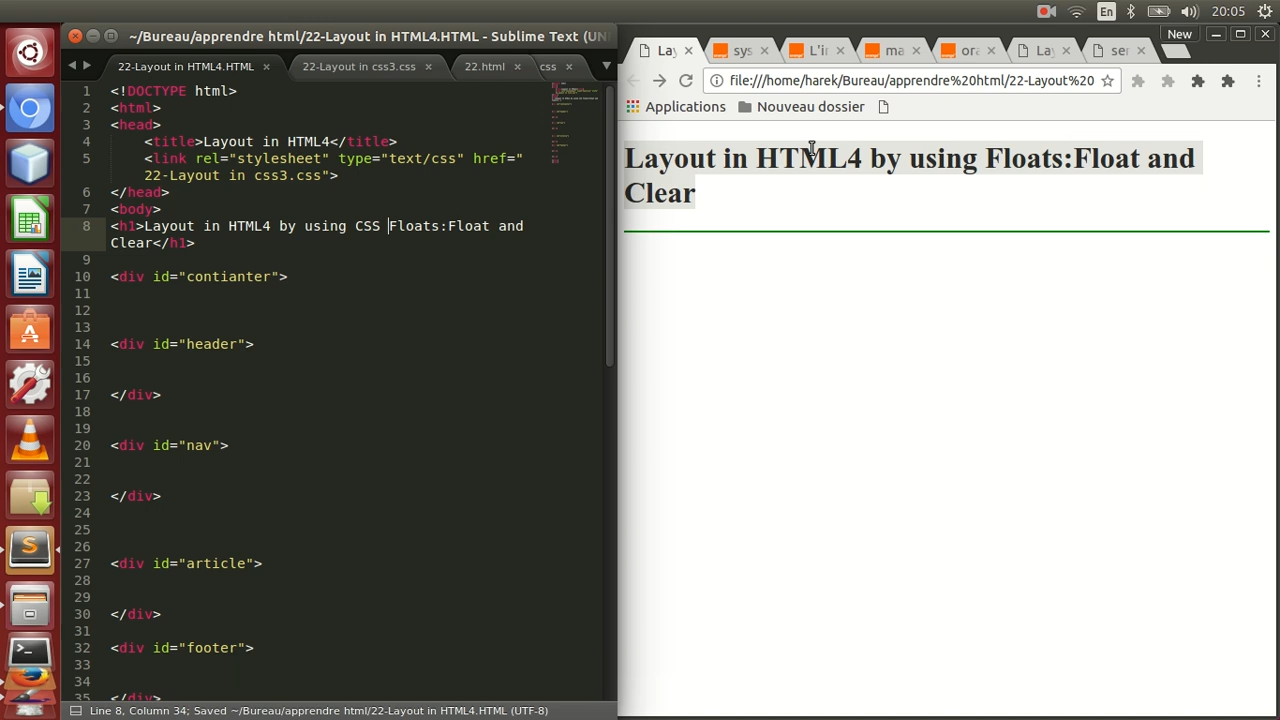 En
20:05
~/Bureau/apprendre html/22-Layout in HTML4.HTML - Sublime Text (UN
22-Layout in HTML4.HTML × 22-Layout in css3.css × 22.html × css ×
1 <!DOCTYPE html>
2 <html>
3 <head>
4 <title>Layout in HTML4</title>
5 <link rel="stylesheet" type="text/css" href="
22-Layout in css3.css">
6 </head>
7 <body>
8 <h1>Layout in HTML4 by using CSS Floats:Float and
Clear</h1>
9
10 <div id="contianter">
11
12
13
14 <div id="header">
15
16
17 </div>
18
19
20 <div id="nav">
21
22
23 </div>
24
25
26
27 <div id="article">
28
29
30 </div>
31
32 <div id="footer">
33
34
35 </div>
Line 8, Column 34; Saved ~/Bureau/apprendre html/22-Layout in HTML4.HTML (UTF-8)
New
Lay × sys × L'in × ma × ora × Lay × ser ×
file:///home/harek/Bureau/apprendre%20html/22-Layout%20
Applications Nouveau dossier
Layout in HTML4 by using Floats:Float and
Clear